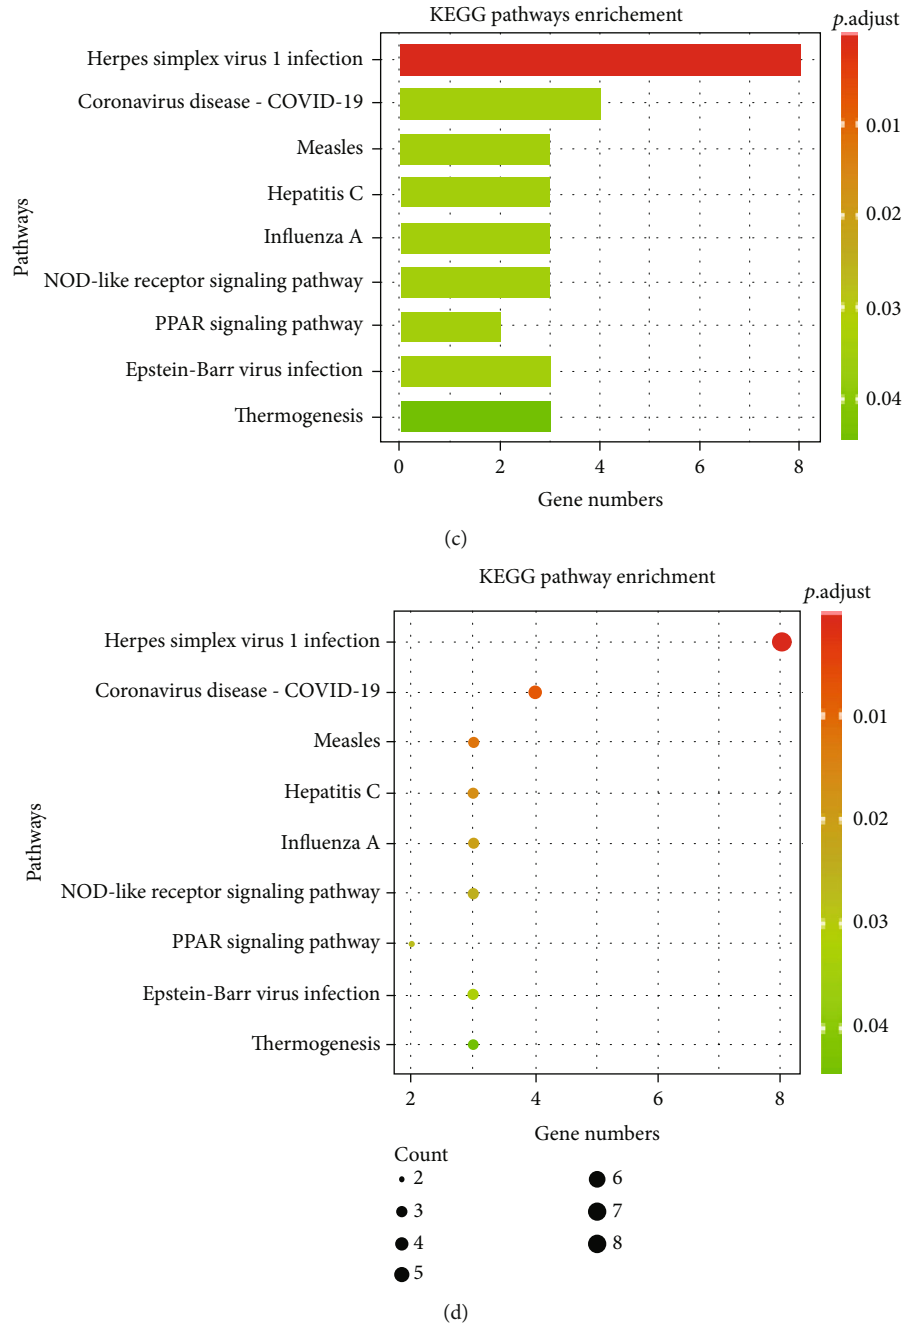 KEGG pathways enrichement
p.adjust
Herpes simplex virus 1 infection
Coronavirus disease - COVID-19
Measles
Hepatitis C
Influenza A
NOD-like receptor signaling pathway
PPAR signaling pathway
Epstein-Barr virus infection
Thermogenesis
Pathways
0.01
0.02
0.03
0.04
0 2 4 6 8
Gene numbers
(c)
KEGG pathway enrichment
p.adjust
Herpes simplex virus 1 infection
Coronavirus disease - COVID-19
Measles
Hepatitis C
Influenza A
NOD-like receptor signaling pathway
PPAR signaling pathway
Epstein-Barr virus infection
Thermogenesis
Pathways
0.01
0.02
0.03
0.04
2 4 6 8
Gene numbers
Count
2
3
4
5
6
7
8
(d)